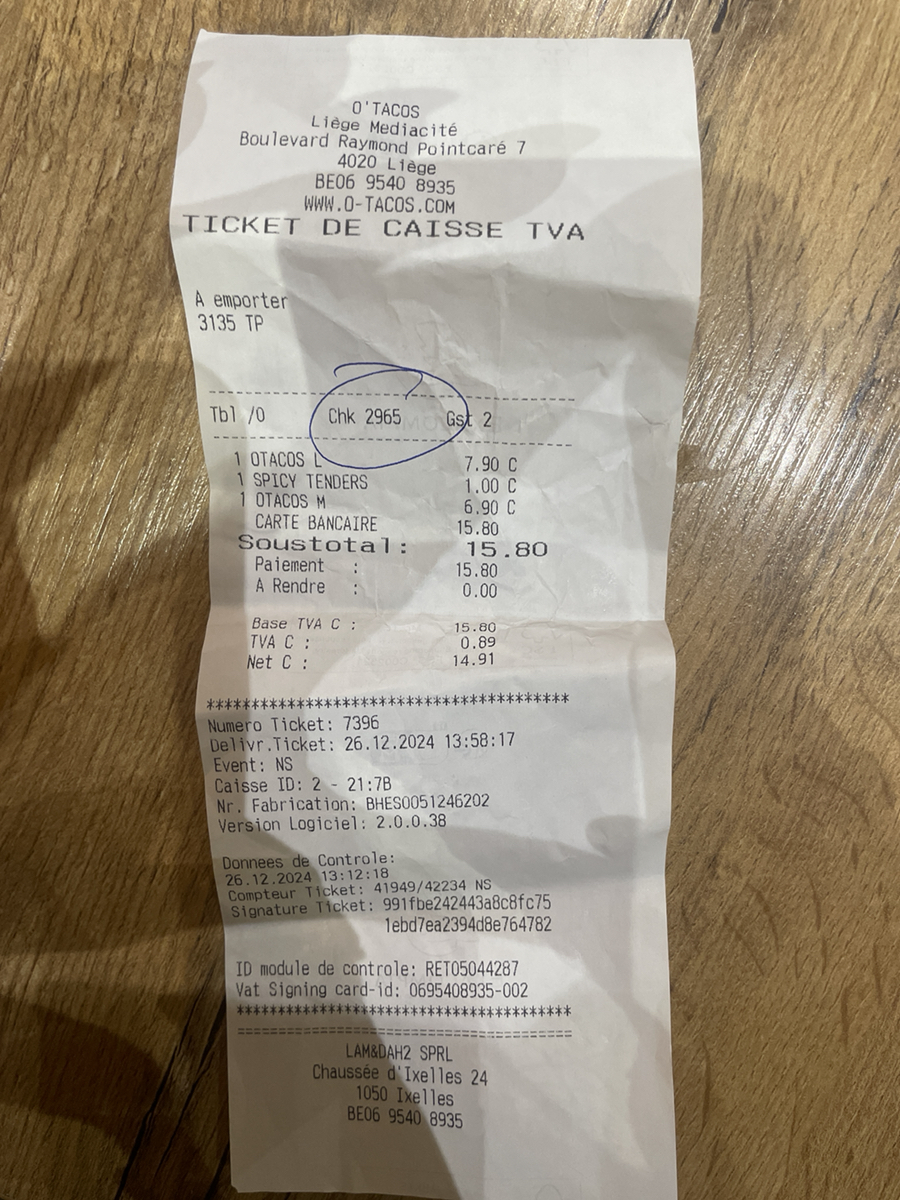 O'TACOS
Liège Mediacité
Boulevard Raymond Pointcaré 7
4020 Liège
BE06 9540 8935
WWW.O-TACOS.COM
TICKET DE CAISSE TVA
A emporter
3135 TP
Tbl /0 Chk 2965 Gst 2
1 OTACOS L 7.90 C
1 SPICY TENDERS 1.00 C
1 OTACOS M 6.90 C
CARTE BANCAIRE 15.80
Soustotal: 15.80
Paiement : 15.80
A Rendre : 0.00
Base TVA C : 15.80
TVA C : 0.89
Net C : 14.91
****************************************
Numero Ticket: 7396
Delivr.Ticket: 26.12.2024 13:58:17
Event: NS
Caisse ID: 2 - 21:7B
Nr. Fabrication: BHES0051246202
Version Logiciel: 2.0.0.38
Donnees de Controle:
26.12.2024 13:12:18
Compteur Ticket: 41949/42234 NS
Signature Ticket: 991fbe242443a8c8fc75
1ebd7ea2394d8e764782
ID module de controle: RET05044287
Vat Signing card-id: 0695408935-002
****************************************
========================================
LAM&DAH2 SPRL
Chaussée d'Ixelles 24
1050 Ixelles
BE06 9540 8935